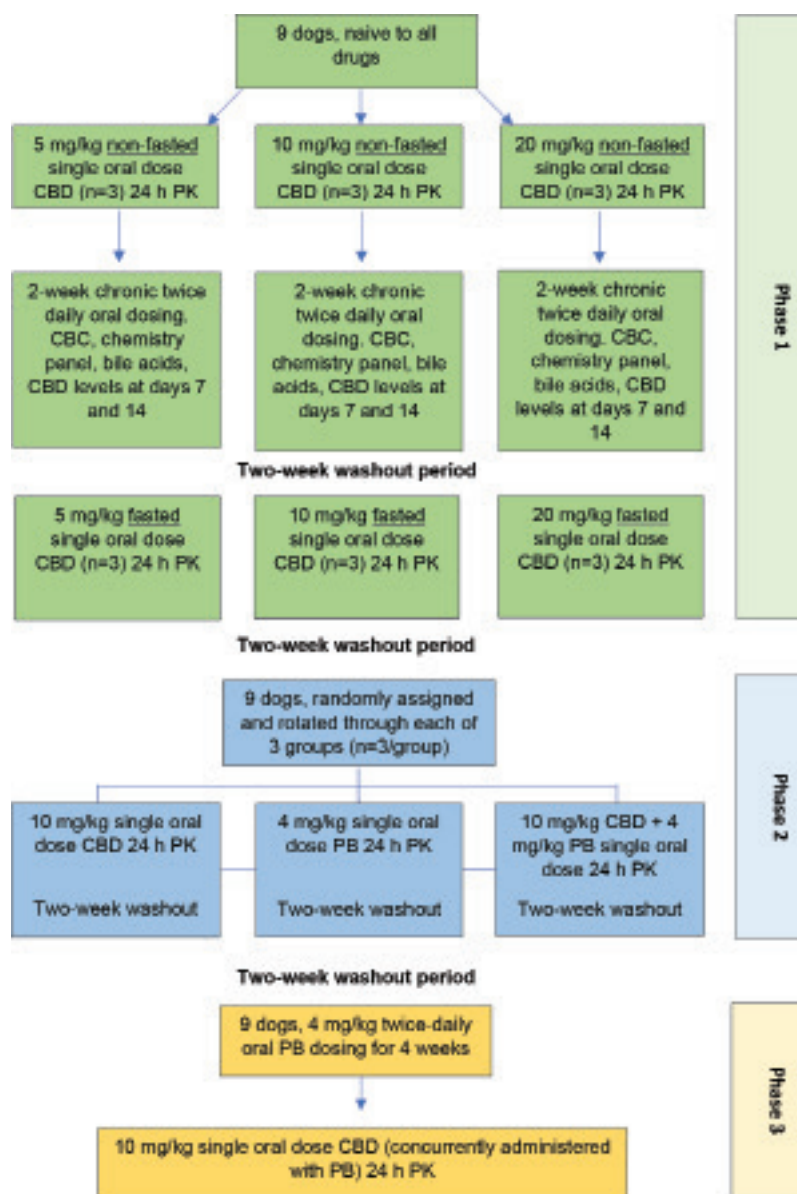 9 dogs, naive to all
drugs
5 mg/kg non-fasted
single oral dose
CBD (n=3) 24 h PK
10 mg/kg non-fasted
single oral dose
CBD (n=3) 24 h PK
20 mg/kg non-fasted
single oral dose
CBD (n=3) 24 h PK
2-week chronic twice
daily oral dosing.
CBC, chemistry
panel, bile acids,
CBD levels at days 7
and 14
2-week chronic
twice daily oral
dosing. CBC,
chemistry panel, bile
acids, CBD levels at
days 7 and 14
2-week chronic
twice daily oral
dosing. CBC,
chemistry panel,
bile acids, CBD
levels at days 7 and
14
Phase 1
Two-week washout period
5 mg/kg fasted
single oral dose
CBD (n=3) 24 h PK
10 mg/kg fasted
single oral dose
CBD (n=3) 24 h PK
20 mg/kg fasted
single oral dose
CBD (n=3) 24 h PK
Two-week washout period
9 dogs, randomly assigned
and rotated through each of
3 groups (n=3/group)
10 mg/kg single oral
dose CBD 24 h PK
Two-week washout
4 mg/kg single oral
dose PB 24 h PK
Two-week washout
10 mg/kg CBD + 4
mg/kg PB single oral
dose 24 h PK
Two-week washout
Phase 2
Two-week washout period
9 dogs, 4 mg/kg twice-daily
oral PB dosing for 4 weeks
10 mg/kg single oral dose CBD (concurrently administered
with PB) 24 h PK
Phase 3